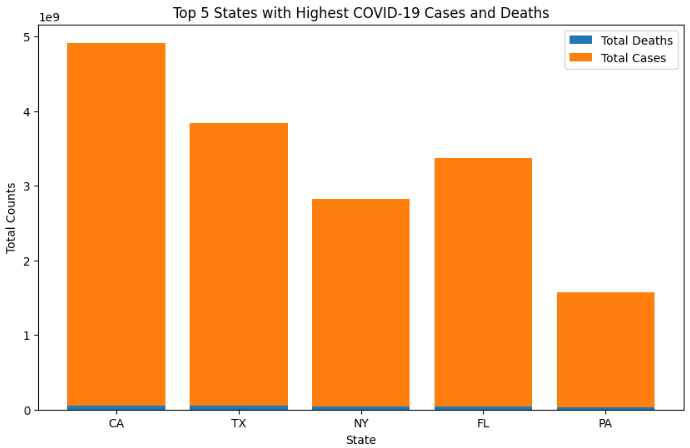 Top 5 States with Highest COVID-19 Cases and Deaths
1e9
Total Deaths
Total Cases
5
4
3
2
1
0
Total Counts
CA TX NY FL PA
State